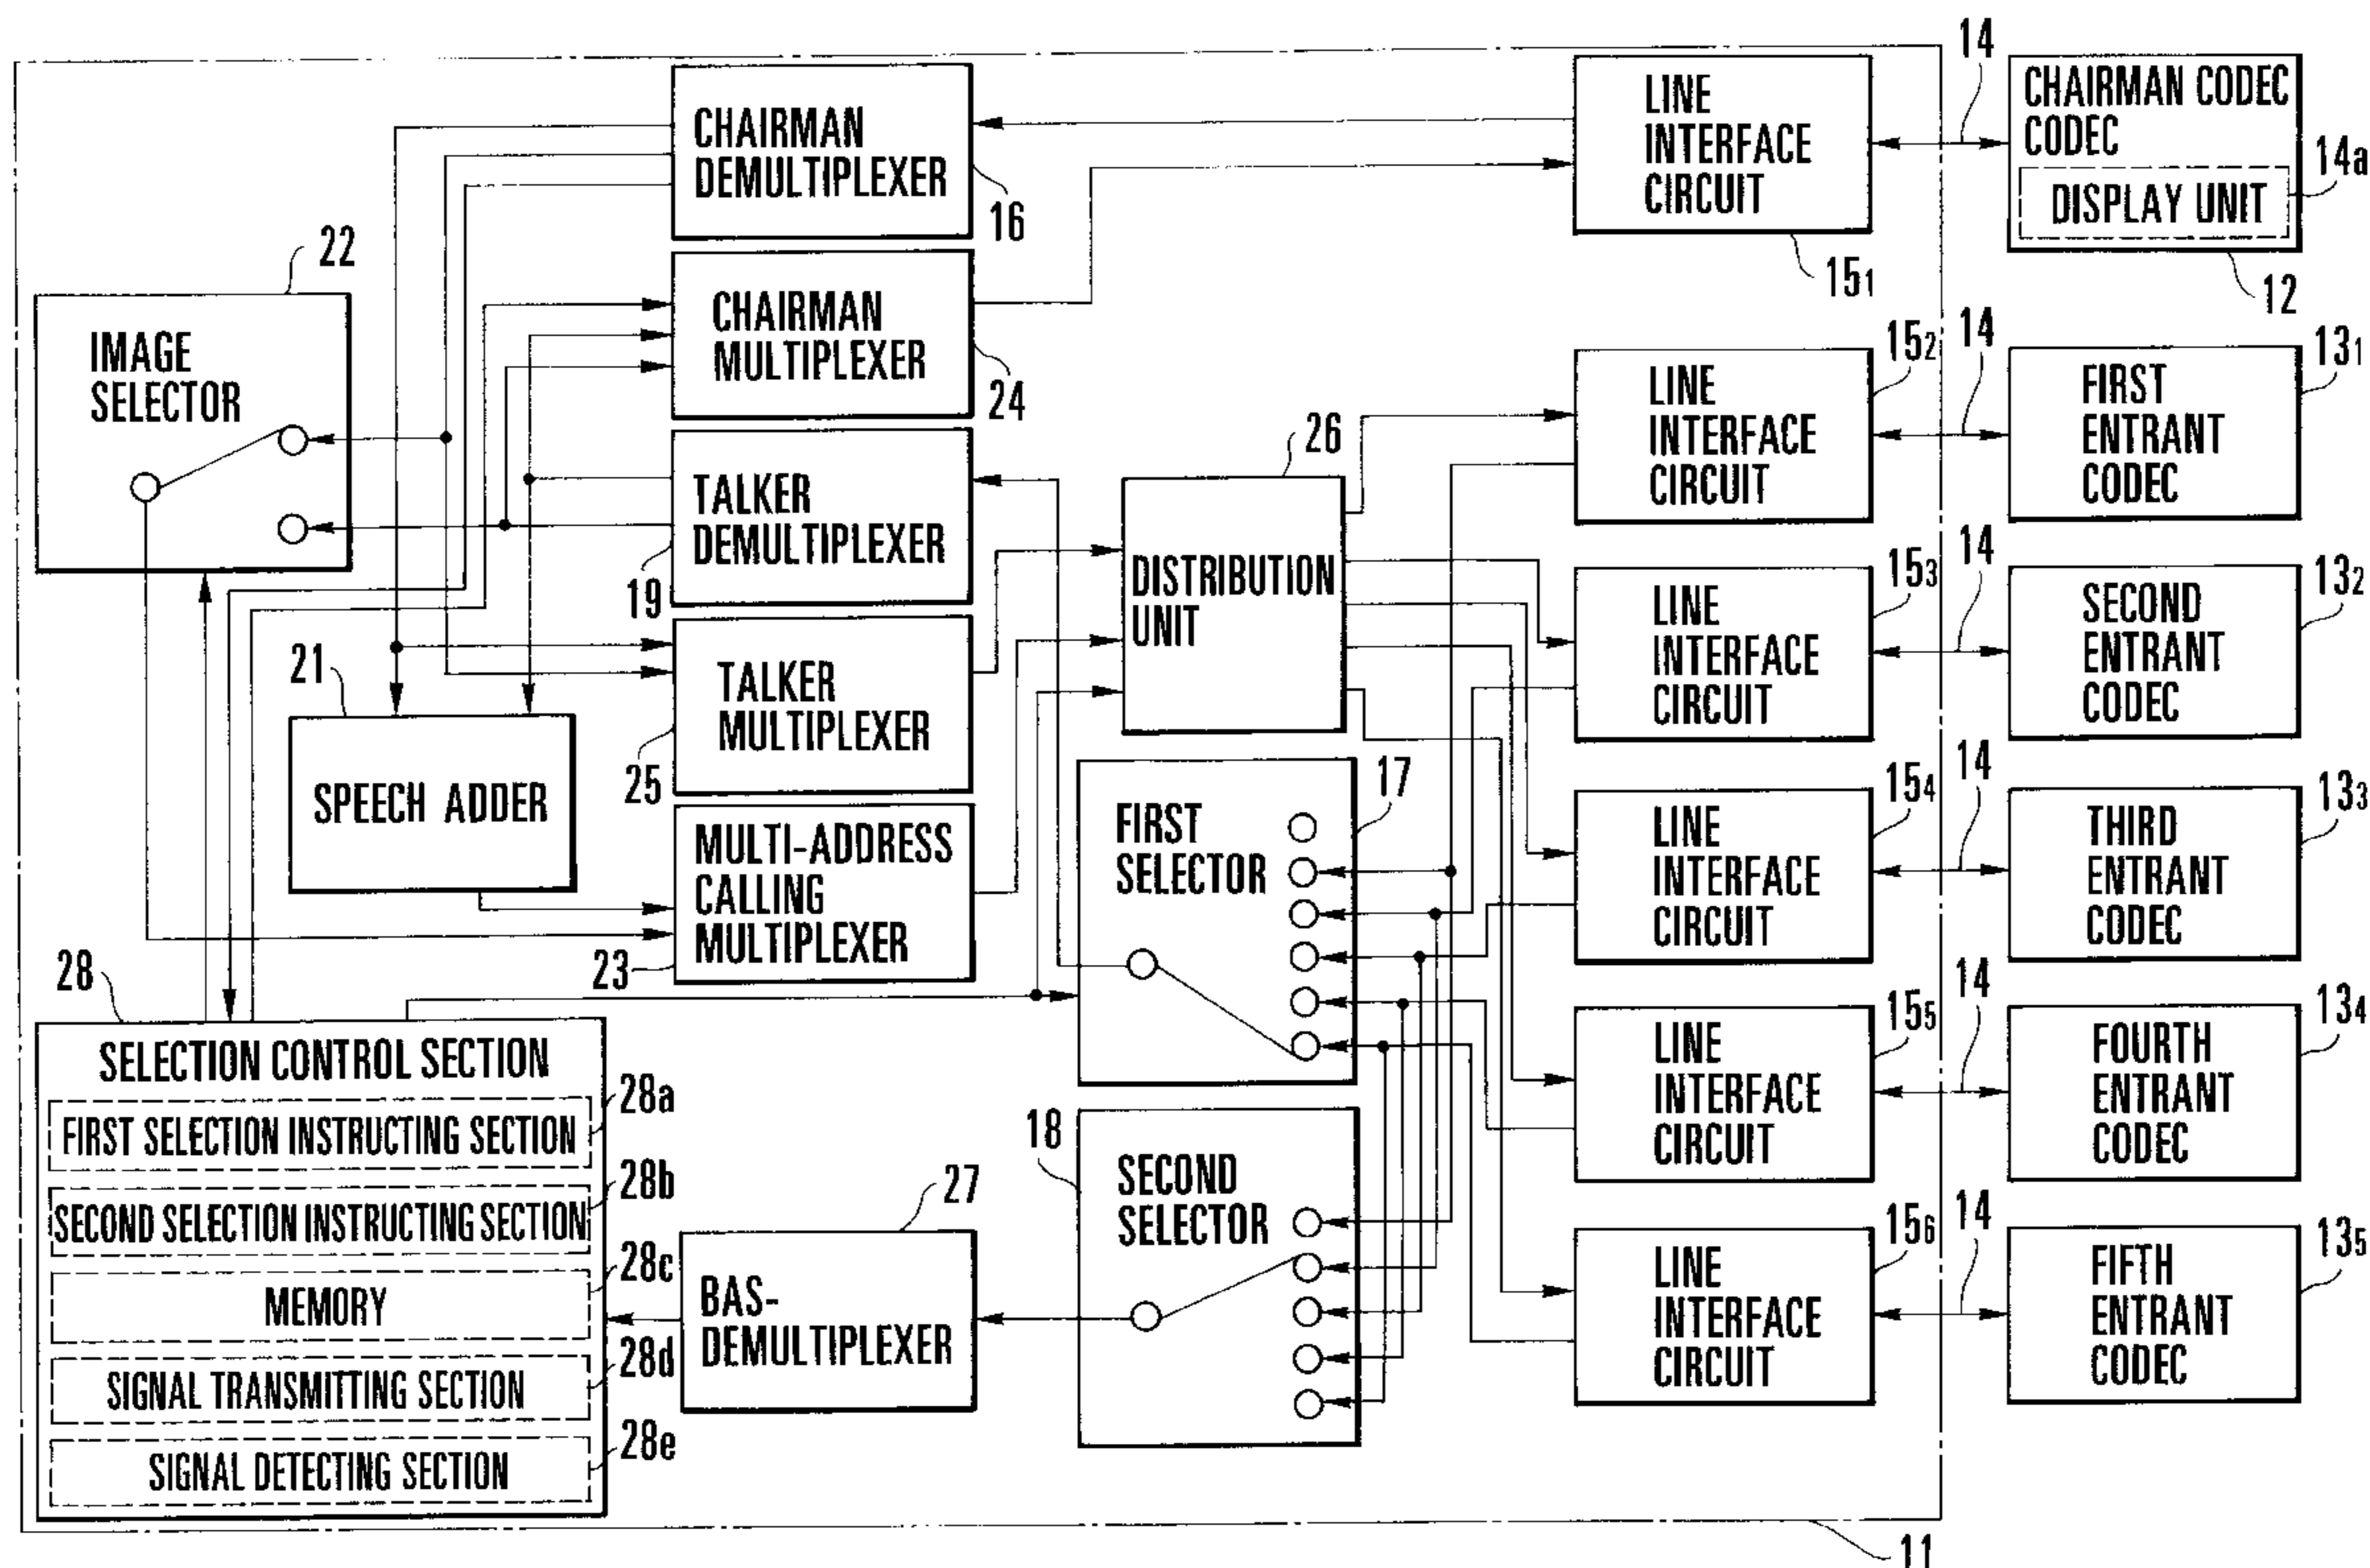 CHAIRMAN
DEMULTIPLEXER
16
LINE
INTERFACE
CIRCUIT
151
14
CHAIRMAN CODEC
CODEC
DISPLAY UNIT
14a
12
22
IMAGE
SELECTOR
CHAIRMAN
MULTIPLEXER
24
LINE
INTERFACE
CIRCUIT
152
14
FIRST
ENTRANT
CODEC
131
TALKER
DEMULTIPLEXER
19
26
DISTRIBUTION
UNIT
LINE
INTERFACE
CIRCUIT
153
14
SECOND
ENTRANT
CODEC
132
21
SPEECH ADDER
TALKER
MULTIPLEXER
25
17
FIRST
SELECTOR
LINE
INTERFACE
CIRCUIT
154
14
THIRD
ENTRANT
CODEC
133
MULTI-ADDRESS
CALLING
MULTIPLEXER
23
28
SELECTION CONTROL SECTION
28a
FIRST SELECTION INSTRUCTING SECTION
28b
SECOND SELECTION INSTRUCTING SECTION
28c
MEMORY
28d
SIGNAL TRANSMITTING SECTION
28e
SIGNAL DETECTING SECTION
27
BAS-
DEMULTIPLEXER
18
SECOND
SELECTOR
LINE
INTERFACE
CIRCUIT
155
14
FOURTH
ENTRANT
CODEC
134
LINE
INTERFACE
CIRCUIT
156
14
FIFTH
ENTRANT
CODEC
135
11